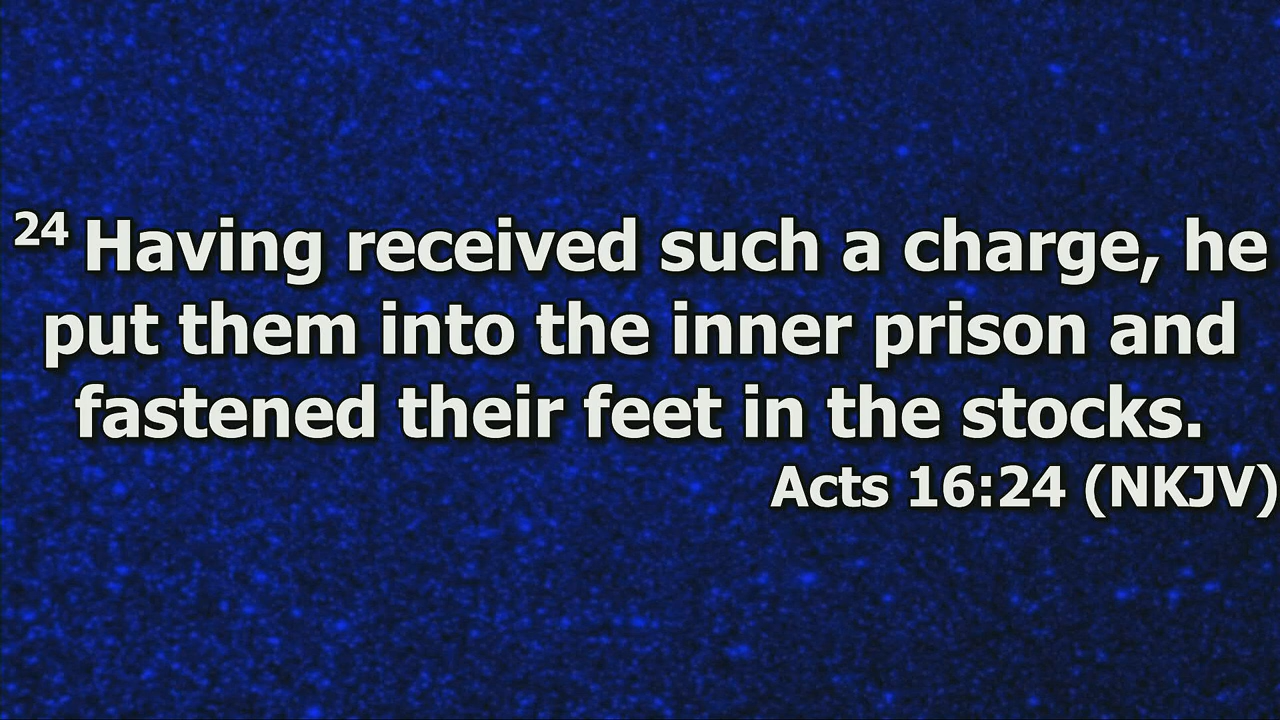 24 Having received such a charge, he
put them into the inner prison and
fastened their feet in the stocks.
Acts 16:24 (NKJV)